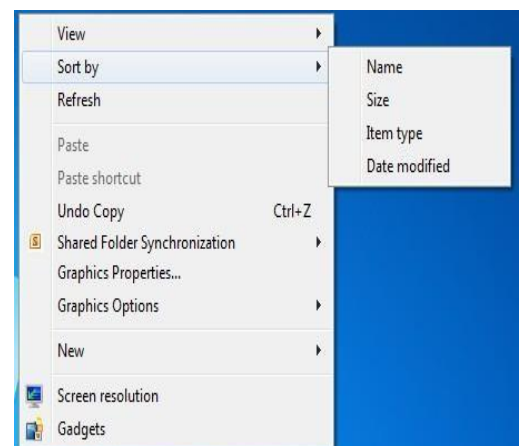 View
Sort by
Refresh
Paste
Paste shortcut
Undo Copy Ctrl+Z
Shared Folder Synchronization
Graphics Properties...
Graphics Options
New
Screen resolution
Gadgets
Name
Size
Item type
Date modified